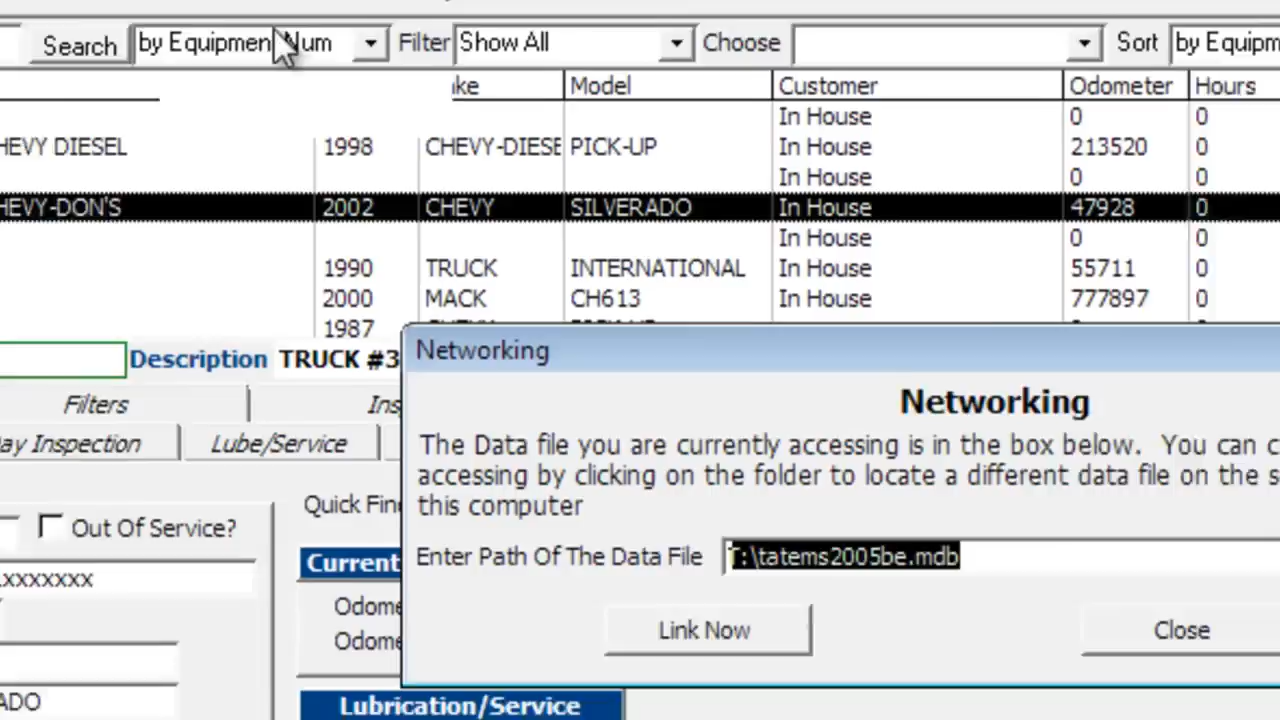 Search by Equipment Num Filter Show All Choose Sort by Equipm
ke Model Customer Odometer Hours
In House 0 0
HEVY DIESEL 1998 CHEVY-DIESE PICK-UP In House 213520 0
In House 0 0
HEVY-DON'S 2002 CHEVY SILVERADO In House 47928 0
In House 0 0
1990 TRUCK INTERNATIONAL In House 55711 0
2000 MACK CH613 In House 777897 0
1987
Description TRUCK #3
Filters Ins
ay Inspection Lube/Service
Out Of Service?
xxxxxxx
ADO
Quick Fin
Current
Odome
Odome
Lubrication/Service
Networking
Networking
The Data file you are currently accessing is in the box below. You can c
accessing by clicking on the folder to locate a different data file on the s
this computer
Enter Path Of The Data File T:\tatems2005be.mdb
Link Now Close